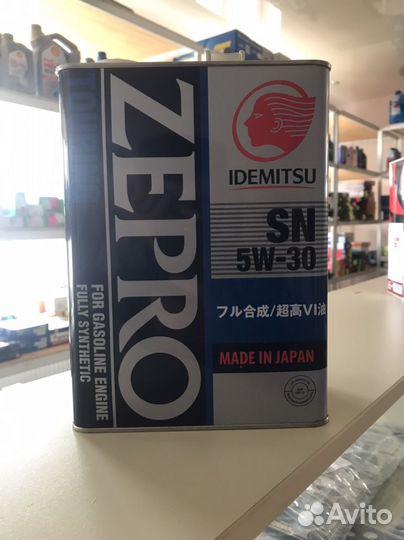 ZEPRO
TOURING
FOR GASOLINE ENGINE
FULLY SYNTHETIC
IDEMITSU
SN
5W-30
フル合成/超高VI油
MADE IN JAPAN
Avito